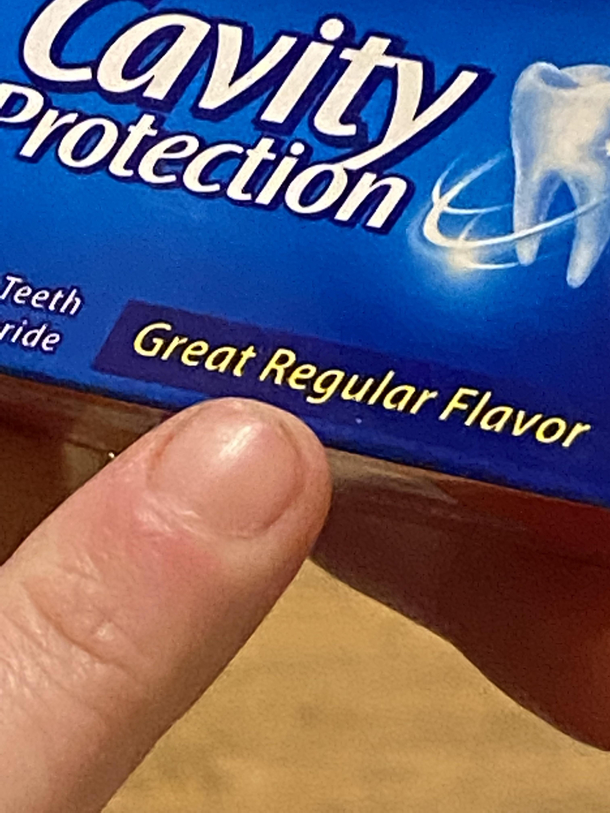 Cavity
Protection
Teeth
ride
Great Regular Flavor